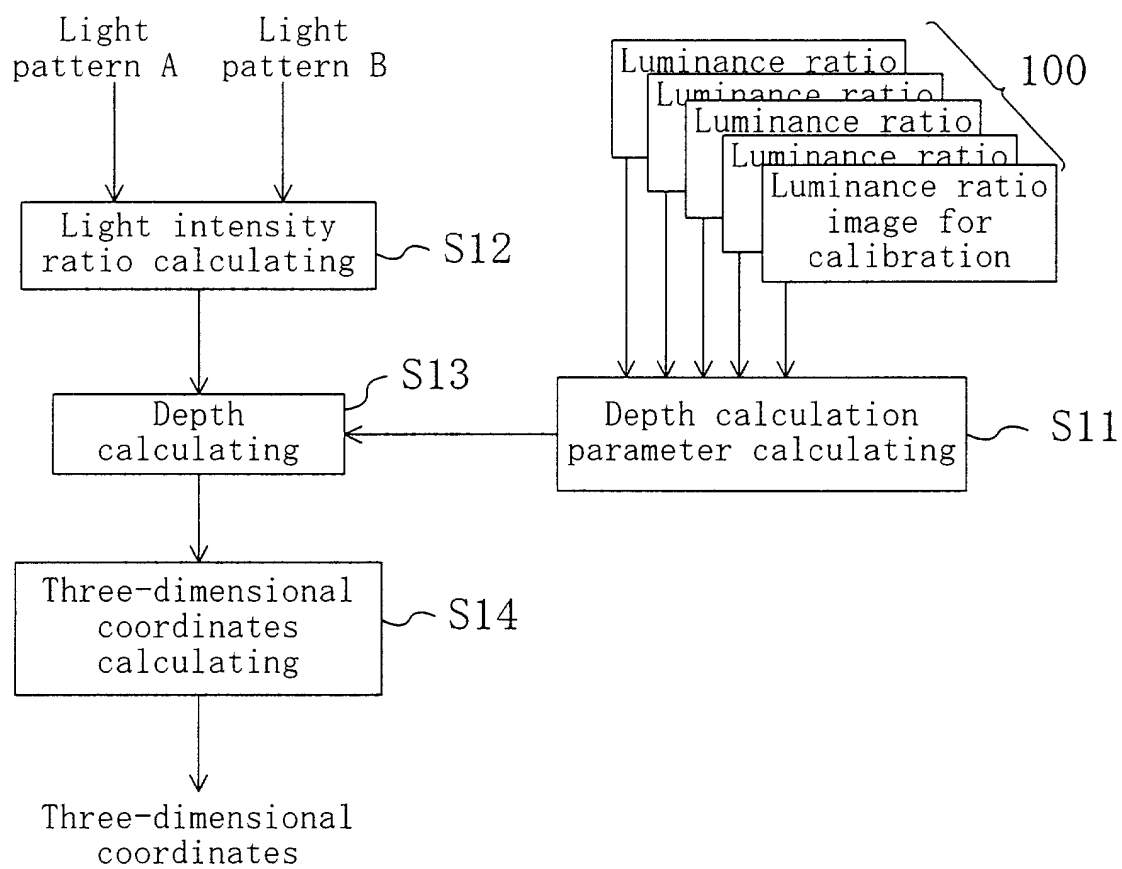 Light
pattern A
Light
pattern B
Luminance ratio
Luminance ratio
Luminance ratio
Luminance ratio
Luminance ratio
image for
calibration
100
Light intensity
ratio calculating
S12
Depth
calculating
S13
Depth calculation
parameter calculating
S11
Three-dimensional
coordinates
calculating
S14
Three-dimensional
coordinates